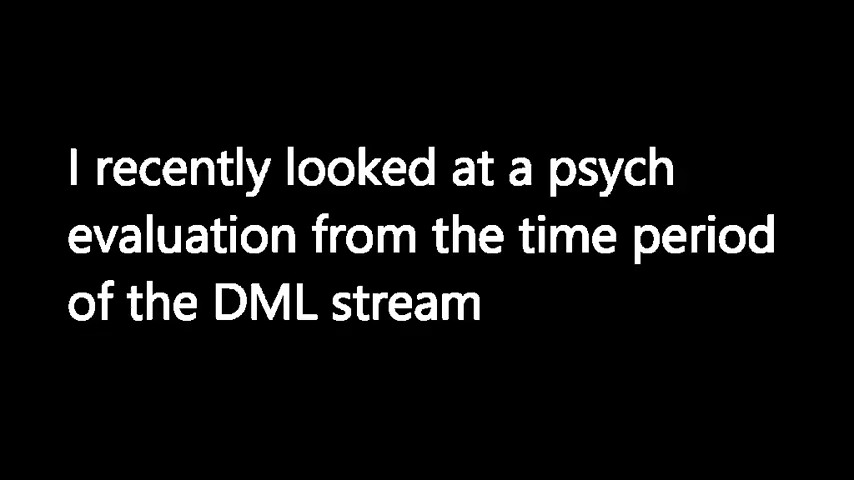 I recently looked at a psych
evaluation from the time period
of the DML stream